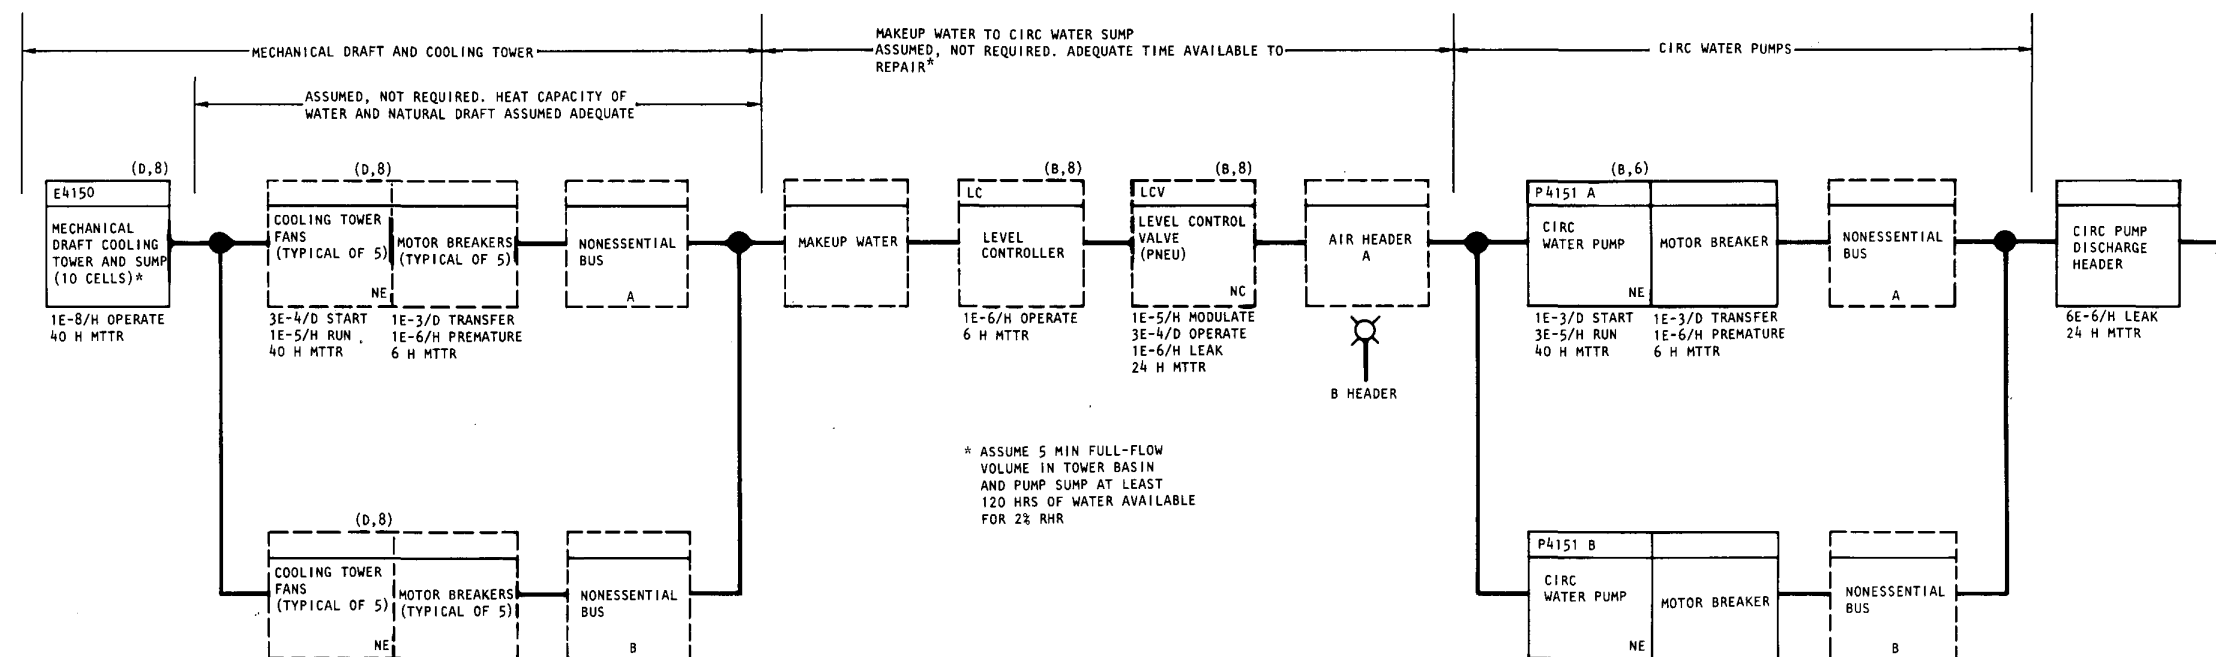 MECHANICAL DRAFT AND COOLING TOWER
MAKEUP WATER TO CIRC WATER SUMP
ASSUMED, NOT REQUIRED. ADEQUATE TIME AVAILABLE TO
REPAIR*
CIRC WATER PUMPS
ASSUMED, NOT REQUIRED. HEAT CAPACITY OF
WATER AND NATURAL DRAFT ASSUMED ADEQUATE
(D,8)
E4150
MECHANICAL
DRAFT COOLING
TOWER AND SUMP
(10 CELLS)*
1E-8/H OPERATE
40 H MTTR
(D,8)
COOLING TOWER
FANS
(TYPICAL OF 5)
NE
3E-4/D START
1E-5/H RUN
40 H MTTR
MOTOR BREAKERS
(TYPICAL OF 5)
1E-3/D TRANSFER
1E-6/H PREMATURE
6 H MTTR
NONESSENTIAL
BUS
A
MAKEUP WATER
(B,8)
LC
LEVEL
CONTROLLER
1E-6/H OPERATE
6 H MTTR
(B,8)
LCV
LEVEL CONTROL
VALVE
(PNEU)
NC
1E-5/H MODULATE
3E-4/D OPERATE
1E-6/H LEAK
24 H MTTR
AIR HEADER
A
B HEADER
(B,6)
P4151 A
CIRC
WATER PUMP
NE
1E-3/D START
3E-5/H RUN
40 H MTTR
MOTOR BREAKER
1E-3/D TRANSFER
1E-6/H PREMATURE
6 H MTTR
NONESSENTIAL
BUS
A
CIRC PUMP
DISCHARGE
HEADER
6E-6/H LEAK
24 H MTTR
* ASSUME 5 MIN FULL-FLOW
VOLUME IN TOWER BASIN
AND PUMP SUMP AT LEAST
120 HRS OF WATER AVAILABLE
FOR 2% RHR
(D,8)
COOLING TOWER
FANS
(TYPICAL OF 5)
NE
MOTOR BREAKERS
(TYPICAL OF 5)
NONESSENTIAL
BUS
B
P4151 B
CIRC
WATER PUMP
NE
MOTOR BREAKER
NONESSENTIAL
BUS
B